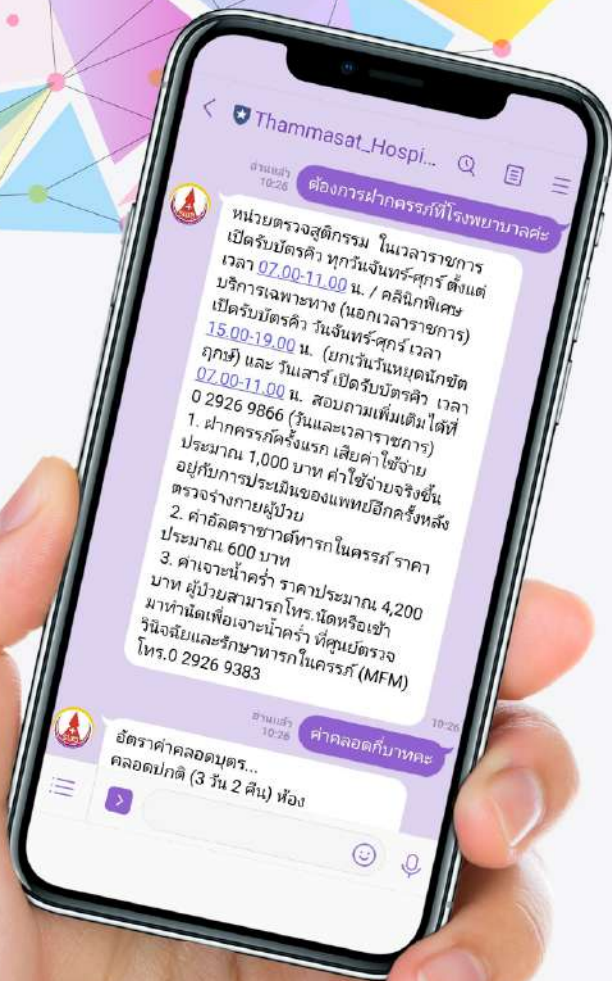 Thammasat_Hospi...
อ่านแล้ว
10:26
ต้องการฝากครรภ์ที่โรงพยาบาลค่ะ
หน่วยตรวจสูติกรรม ในเวลาราชการ
เปิดรับบัตรคิว ทุกวันจันทร์-ศุกร์ ตั้งแต่
เวลา 07.00-11.00 น. / คลินิกพิเศษ
บริการเฉพาะทาง (นอกเวลาราชการ)
เปิดรับบัตรคิว วันจันทร์-ศุกร์ เวลา
15.00-19.00 น. (ยกเว้นวันหยุดนักขัต
ฤกษ์) และ วันเสาร์ เปิดรับบัตรคิว เวลา
07.00-11.00 น. สอบถามเพิ่มเติมได้ที่
0 2926 9866 (วันและเวลาราชการ)
1. ฝากครรภ์ครั้งแรก เสียค่าใช้จ่าย
ประมาณ 1,000 บาท ค่าใช้จ่ายจริงขึ้น
อยู่กับการประเมินของแพทย์อีกครั้งหลัง
ตรวจร่างกายผู้ป่วย
2. ค่าอัลตราซาวด์ทารกในครรภ์ ราคา
ประมาณ 600 บาท
3. ค่าเจาะน้ำคร่ำ ราคาประมาณ 4,200
บาท ผู้ป่วยสามารถโทร.นัดหรือเข้า
มาทำนัดเพื่อเจาะน้ำคร่ำ ที่ศูนย์ตรวจ
วินิจฉัยและรักษาทารกในครรภ์ (MFM)
โทร.0 2926 9383
10:26
อ่านแล้ว
10:26
ค่าคลอดกี่บาทคะ
อัตราค่าคลอดบุตร...
คลอดปกติ (3 วัน 2 คืน) ห้อง